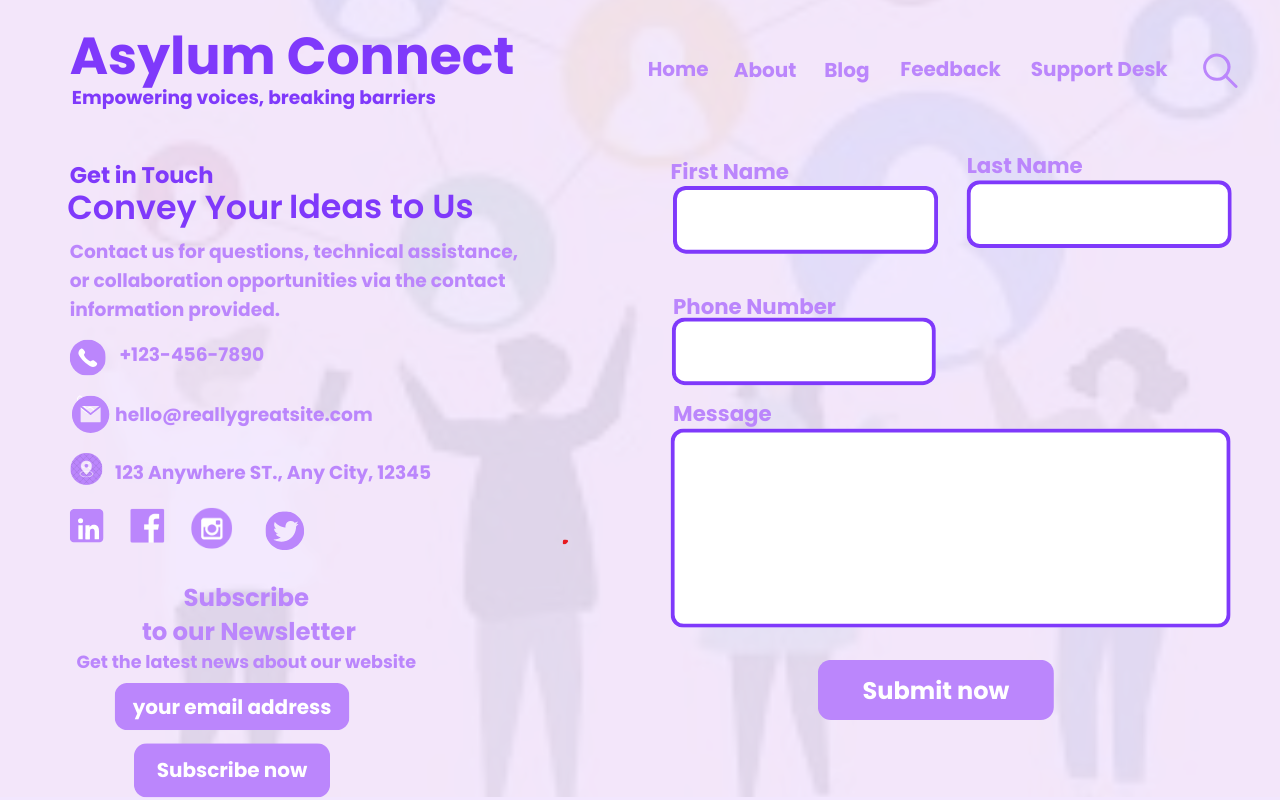 Asylum Connect
Empowering voices, breaking barriers
Home About Blog Feedback Support Desk
Get in Touch
Convey Your Ideas to Us
Contact us for questions, technical assistance,
or collaboration opportunities via the contact
information provided.
+123-456-7890
hello@reallygreatsite.com
123 Anywhere ST., Any City, 12345
Subscribe
to our Newsletter
Get the latest news about our website
your email address
Subscribe now
First Name
Last Name
Phone Number
Message
Submit now